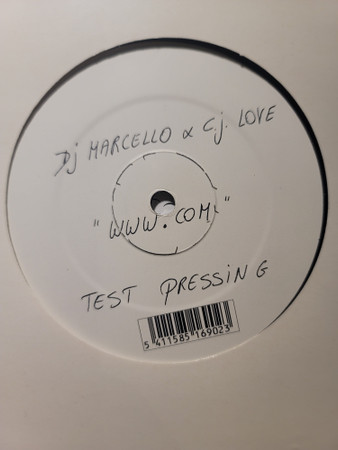 Dj MARCELLO & C.j. LOVE
"WWW.COM."
TEST PRESSING
5 411585 169023